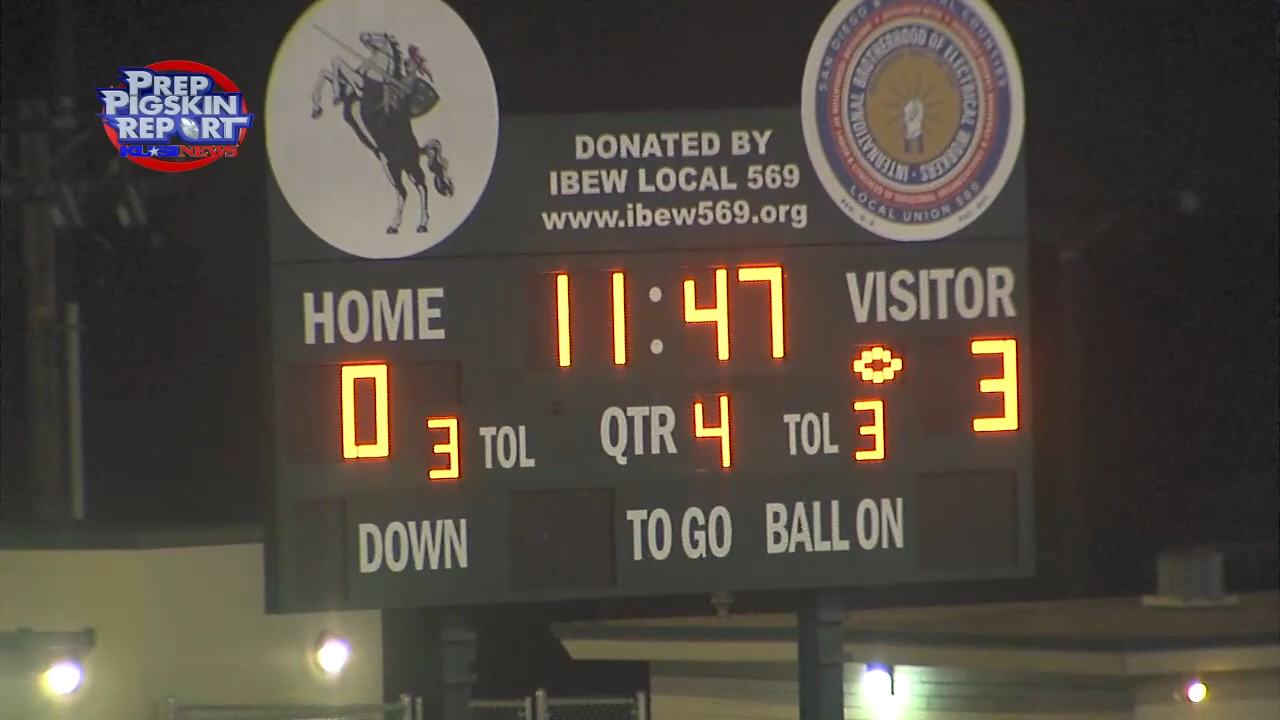 PREP
PIGSKIN
REPORT
KUSI NEWS
DONATED BY
IBEW LOCAL 569
www.ibew569.org
INTERNATIONAL BROTHERHOOD OF ELECTRICAL WORKERS
LOCAL UNION 569
HOME 11:47 VISITOR
0 3 TOL QTR 4 TOL 3 3
DOWN TO GO BALL ON